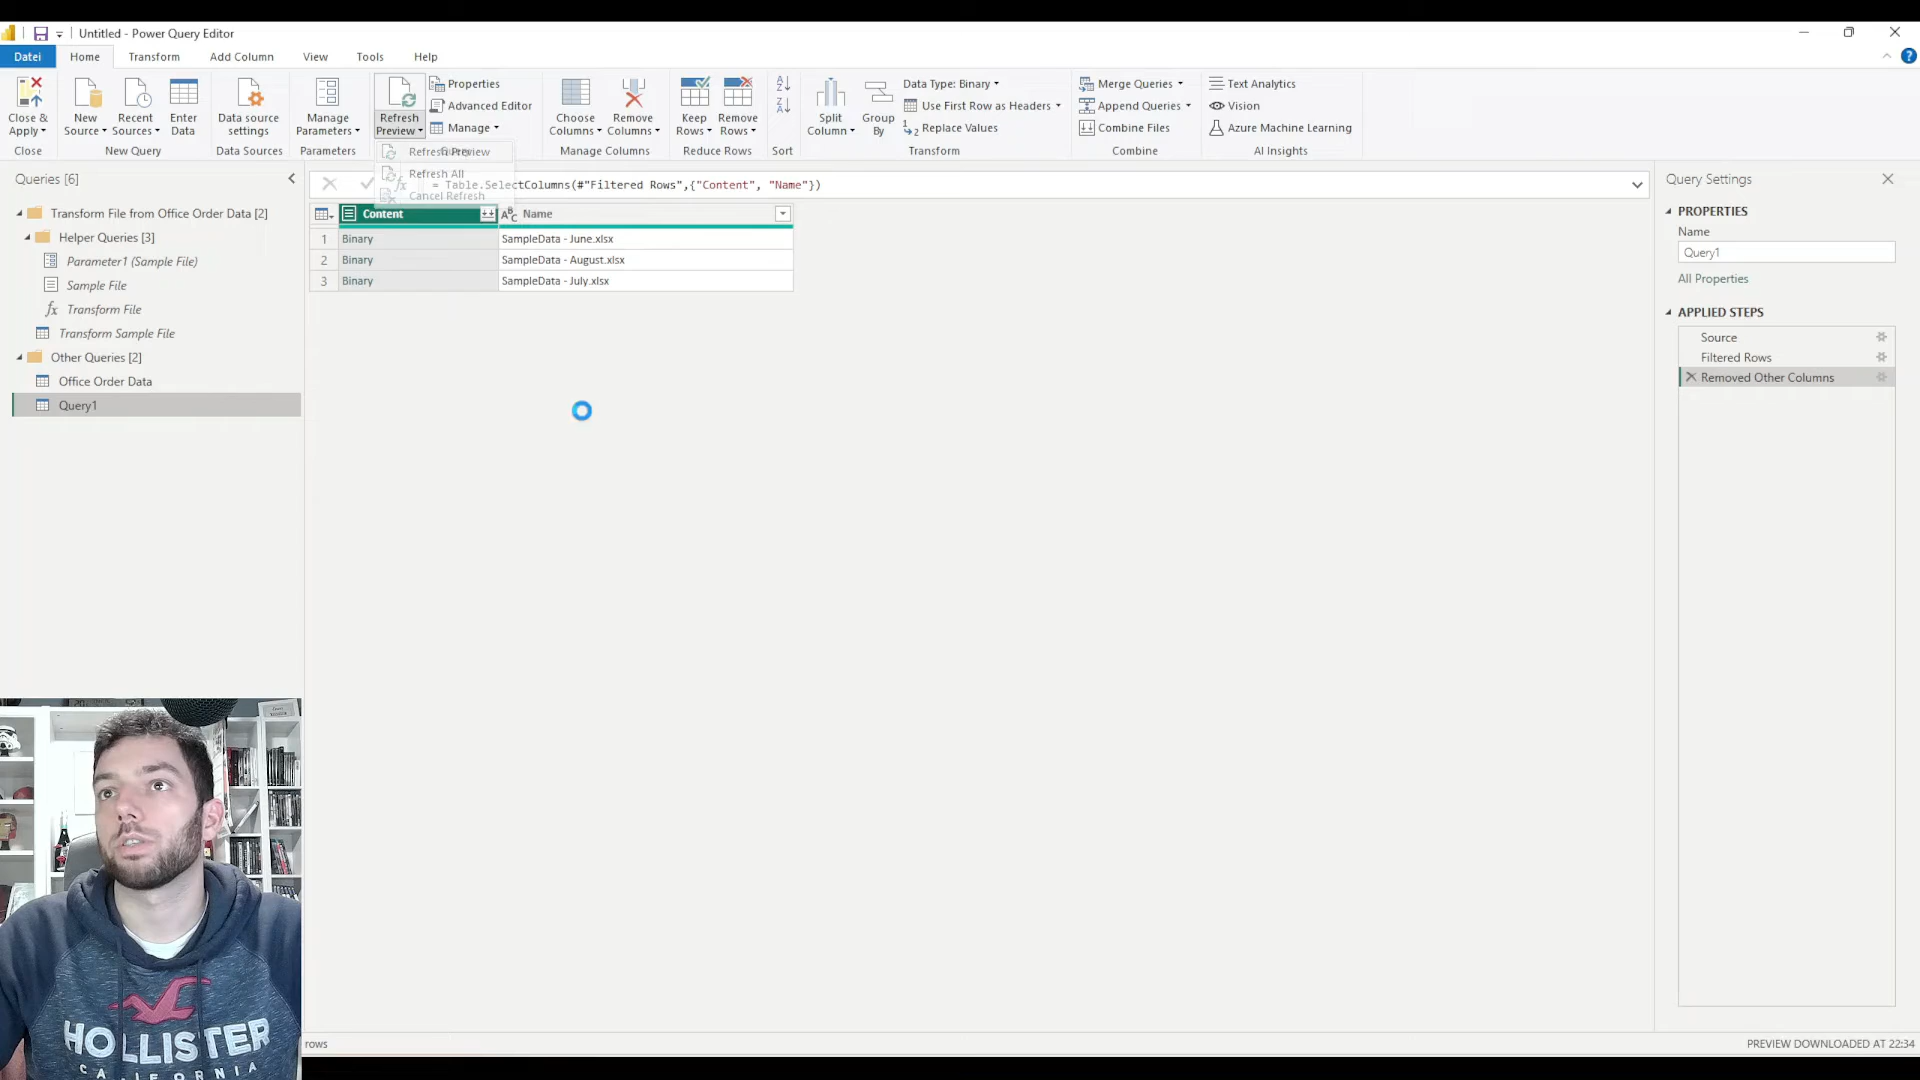 Untitled - Power Query Editor
Datei Home Transform Add Column View Tools Help
Close & Apply
New Source
Recent Sources
Enter Data
Data source settings
Manage Parameters
Refresh Preview
Properties
Advanced Editor
Manage
Choose Columns
Remove Columns
Keep Rows
Remove Rows
Split Column
Group By
Data Type: Binary
Use First Row as Headers
Replace Values
Merge Queries
Append Queries
Combine Files
Text Analytics
Vision
Azure Machine Learning
Close New Query Data Sources Parameters Query Manage Columns Reduce Rows Sort Transform Combine AI Insights
Refresh Preview
Refresh All
Cancel Refresh
Queries [6]
= Table.SelectColumns(#"Filtered Rows",{"Content", "Name"})
Transform File from Office Order Data [2]
Helper Queries [3]
Parameter1 (Sample File)
Sample File
fx Transform File
Transform Sample File
Other Queries [2]
Office Order Data
Query1
Content ABC Name
1 Binary SampleData - June.xlsx
2 Binary SampleData - August.xlsx
3 Binary SampleData - July.xlsx
Query Settings
PROPERTIES
Name
Query1
All Properties
APPLIED STEPS
Source
Filtered Rows
Removed Other Columns
HOLLISTER
CALIFORNIA
rows
PREVIEW DOWNLOADED AT 22:34